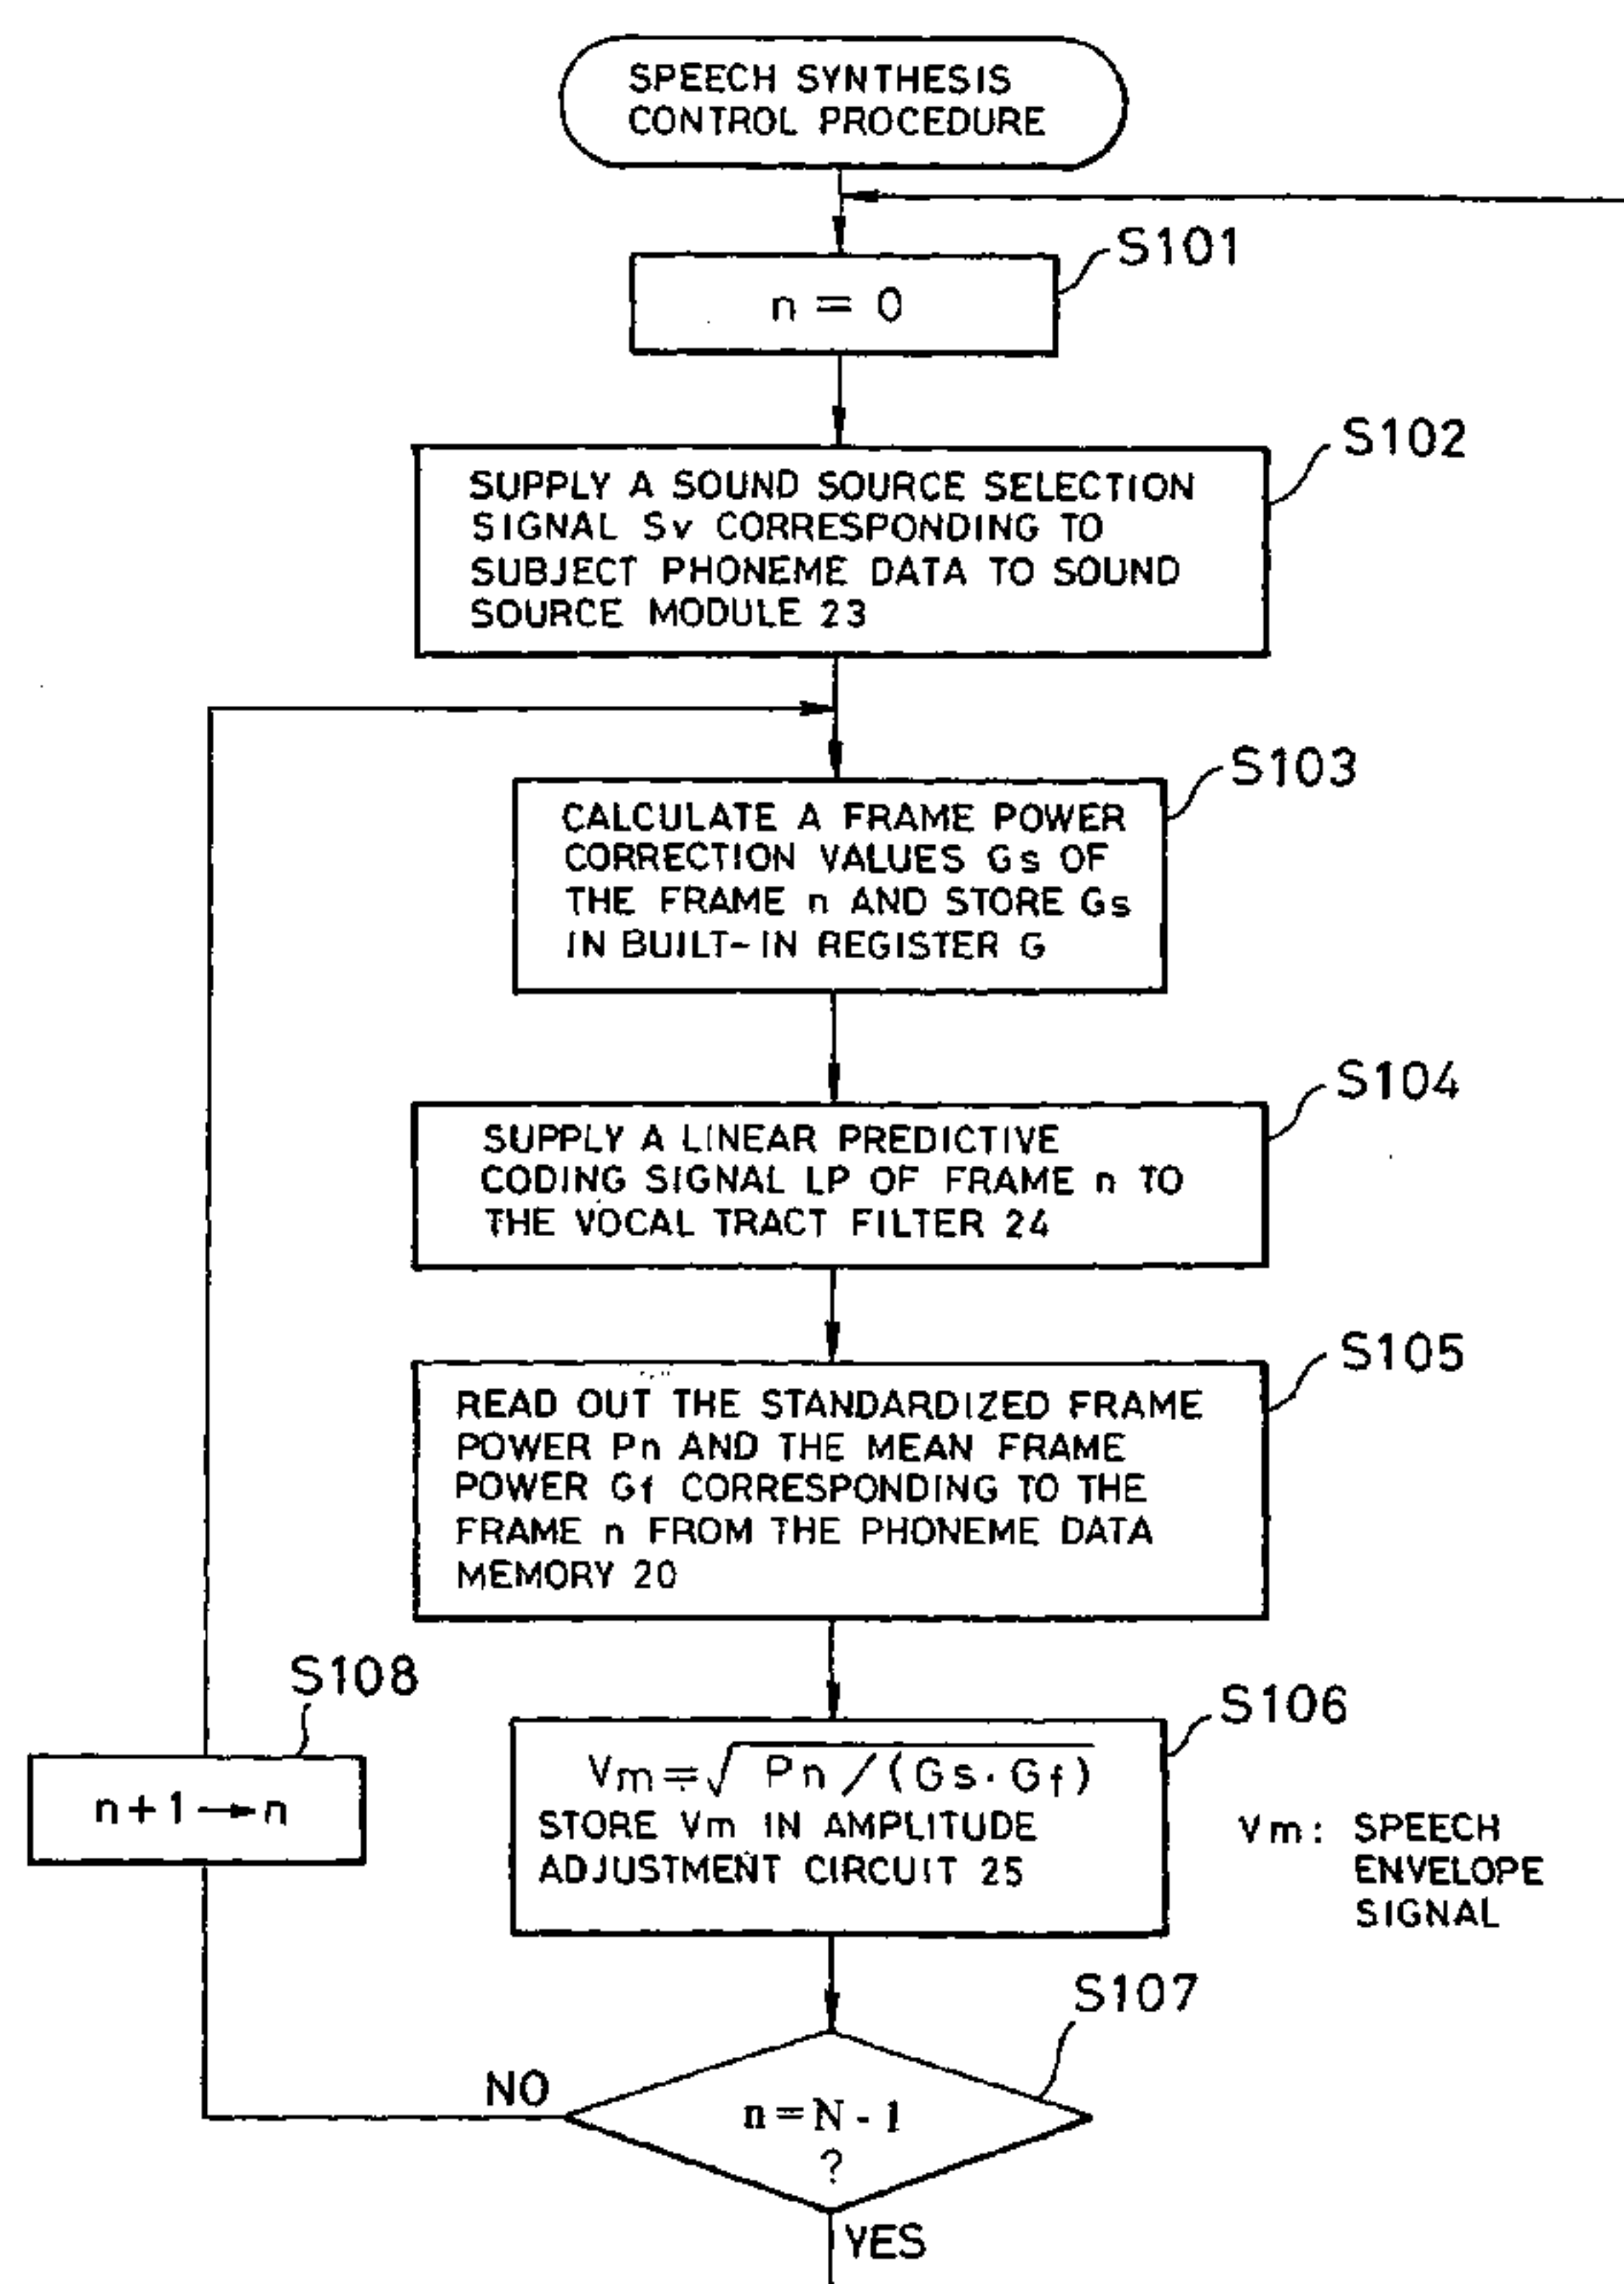 SPEECH SYNTHESIS
CONTROL PROCEDURE
S101
n = 0
S102
SUPPLY A SOUND SOURCE SELECTION
SIGNAL Sv CORRESPONDING TO
SUBJECT PHONEME DATA TO SOUND
SOURCE MODULE 23
S103
CALCULATE A FRAME POWER
CORRECTION VALUES Gs OF
THE FRAME n AND STORE Gs
IN BUILT-IN REGISTER G
S104
SUPPLY A LINEAR PREDICTIVE
CODING SIGNAL LP OF FRAME n TO
THE VOCAL TRACT FILTER 24
S105
READ OUT THE STANDARDIZED FRAME
POWER Pn AND THE MEAN FRAME
POWER Gf CORRESPONDING TO THE
FRAME n FROM THE PHONEME DATA
MEMORY 20
S106
Vm = √Pn / (Gs · Gf)
STORE Vm IN AMPLITUDE
ADJUSTMENT CIRCUIT 25
Vm: SPEECH
ENVELOPE
SIGNAL
S108
n + 1 → n
S107
n = N - 1
?
NO
YES